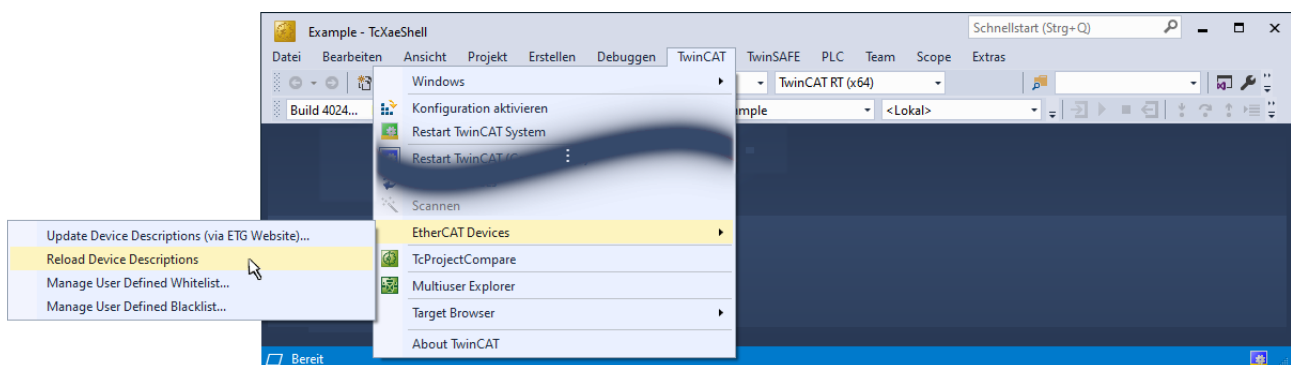 Example - TcXaeShell
Schnellstart (Strg+Q)
Datei Bearbeiten Ansicht Projekt Erstellen Debuggen TwinCAT TwinSAFE PLC Team Scope Extras
Windows
TwinCAT RT (x64)
Build 4024...
Konfiguration aktivieren
<Lokal>
Restart TwinCAT System
Restart TwinCAT
Scannen
EtherCAT Devices
Update Device Descriptions (via ETG Website)...
Reload Device Descriptions
TcProjectCompare
Manage User Defined Whitelist...
Multiuser Explorer
Manage User Defined Blacklist...
Target Browser
About TwinCAT
Bereit